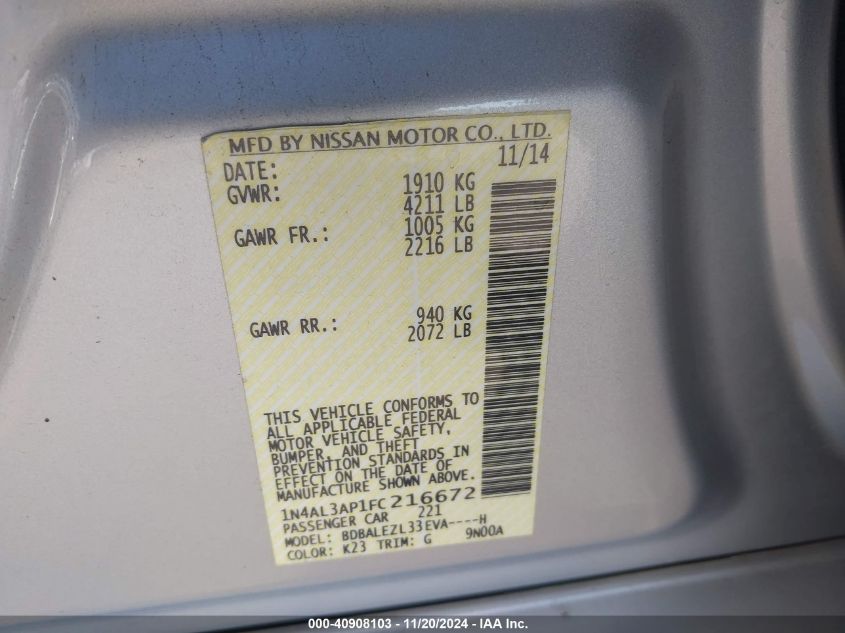 MFD BY NISSAN MOTOR CO., LTD.
DATE: 11/14
GVWR: 1910 KG
4211 LB
GAWR FR.: 1005 KG
2216 LB
GAWR RR.: 940 KG
2072 LB
THIS VEHICLE CONFORMS TO
ALL APPLICABLE FEDERAL
MOTOR VEHICLE SAFETY,
BUMPER, AND THEFT
PREVENTION STANDARDS IN
EFFECT ON THE DATE OF
MANUFACTURE SHOWN ABOVE.
1N4AL3AP1FC216672
PASSENGER CAR 221
MODEL: BDBALEZL33EVA----H
COLOR: K23 TRIM: G 9N00A
000-40908103 - 11/20/2024 - IAA Inc.